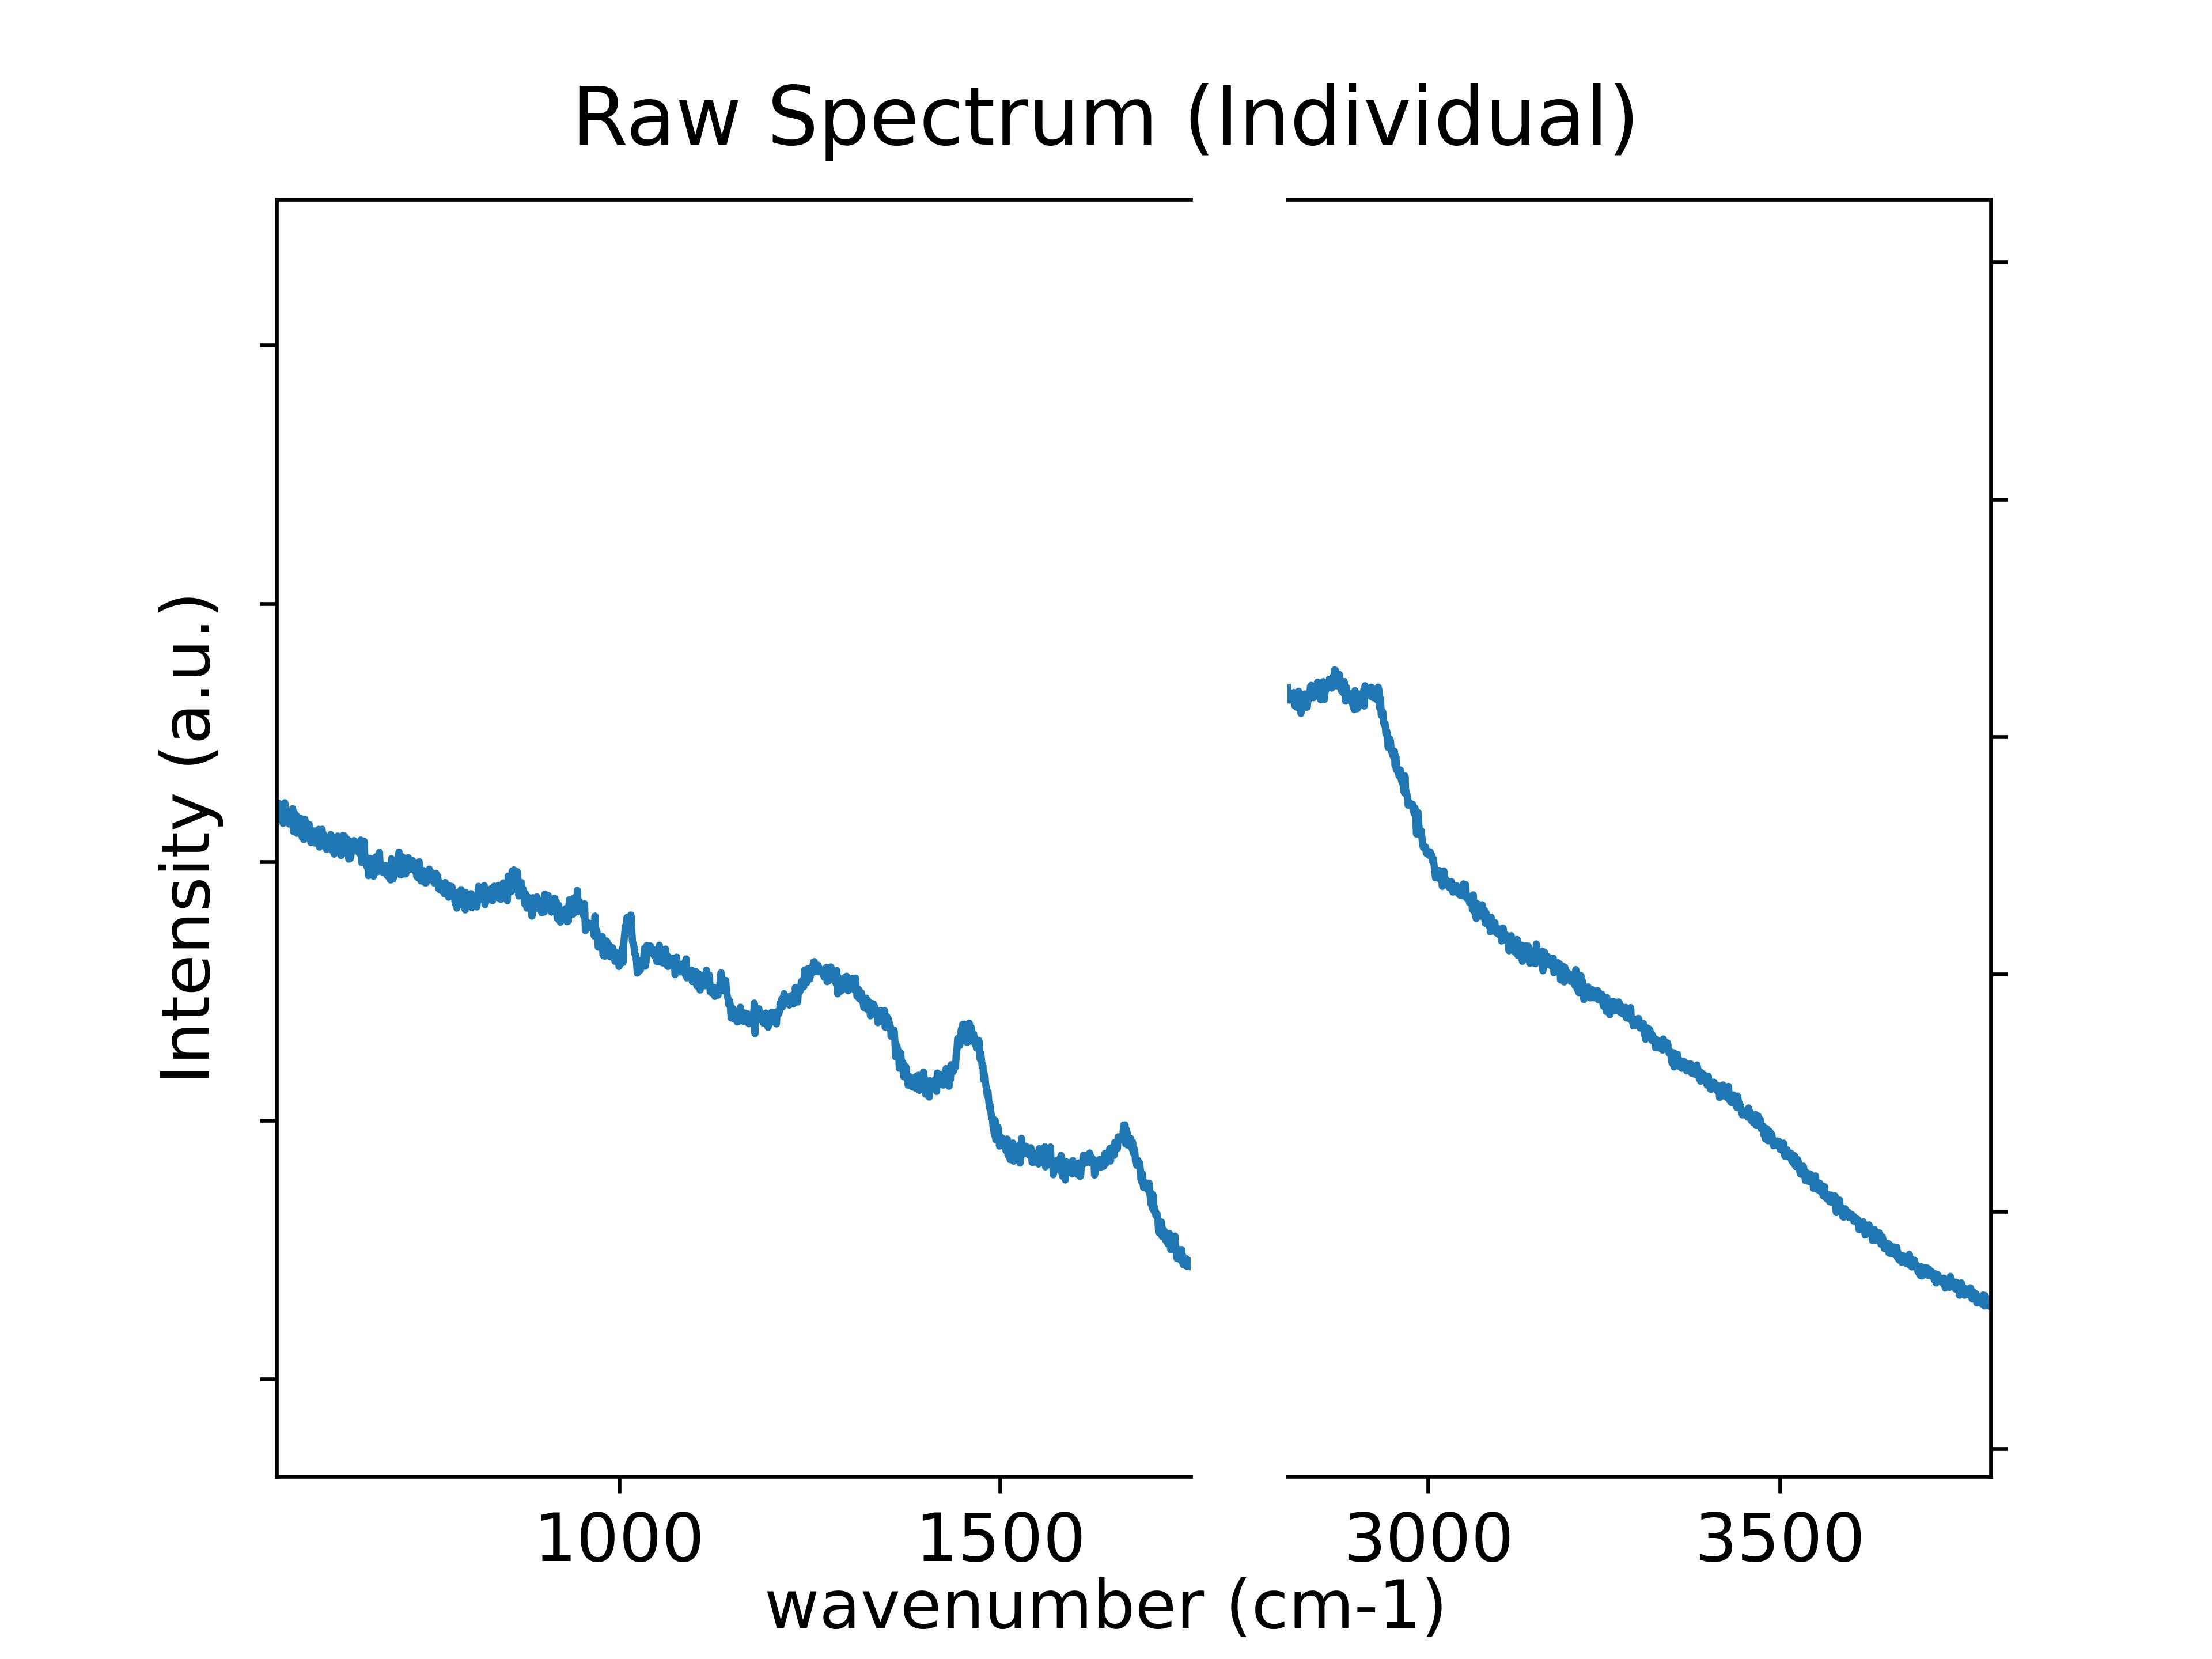 Raw Spectrum (Individual)
Intensity (a.u.)
1000 1500 3000 3500
wavenumber (cm-1)